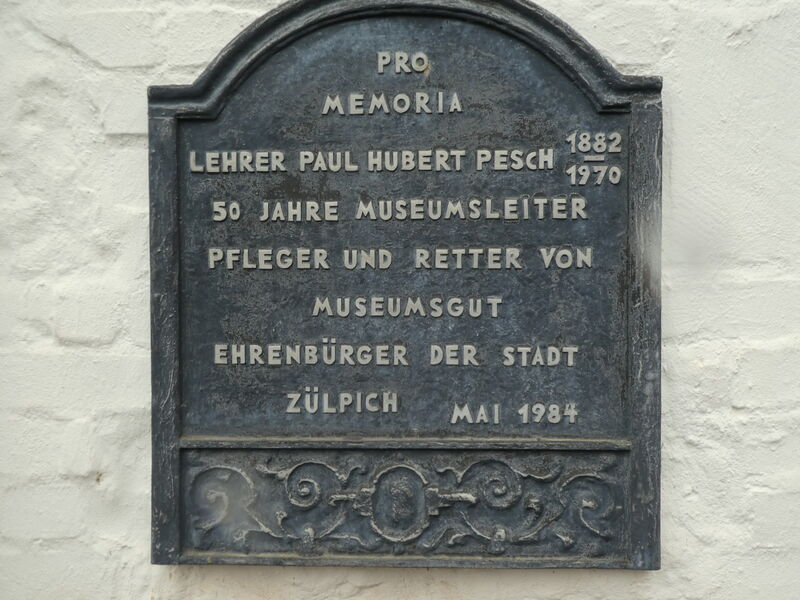 PRO
MEMORIA
LEHRER PAUL HUBERT PESCH 1882 – 1970
50 JAHRE MUSEUMSLEITER
PFLEGER UND RETTER VON
MUSEUMSGUT
EHRENBÜRGER DER STADT
ZÜLPICH MAI 1984